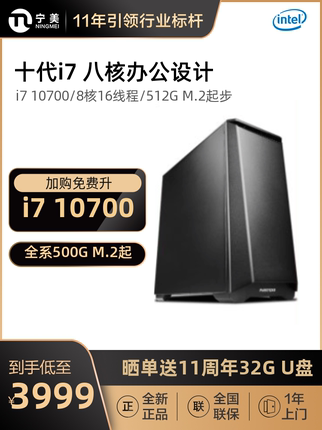 宁美
NINGMEI
11年引领行业标杆
intel
十代i7 八核办公设计
i7 10700/8核16线程/512G M.2起步
加购免费升
i7 10700
全系500G M.2起
到手低至
¥3999
晒单送11周年32G U盘
正 全新正品
联 全国联保
1年上门